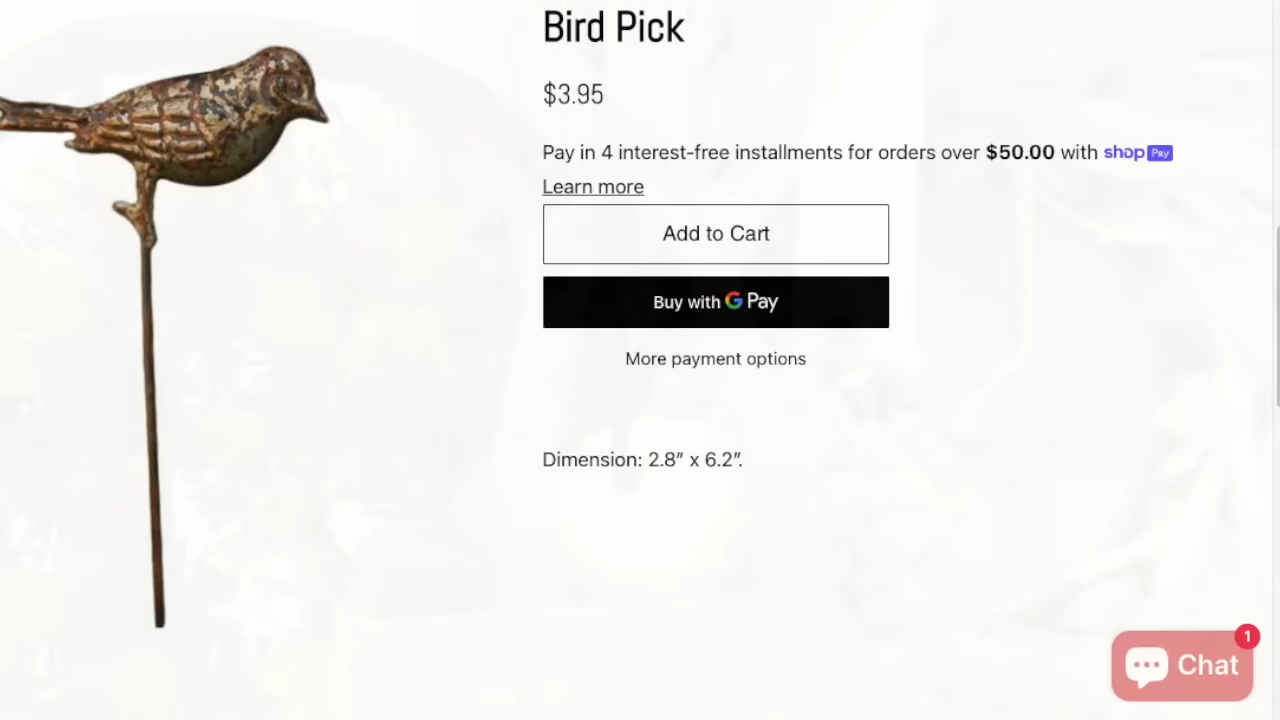 Bird Pick
$3.95
Pay in 4 interest-free installments for orders over $50.00 with shop Pay
Learn more
Add to Cart
Buy with G Pay
More payment options
Dimension: 2.8” x 6.2”.
1
Chat